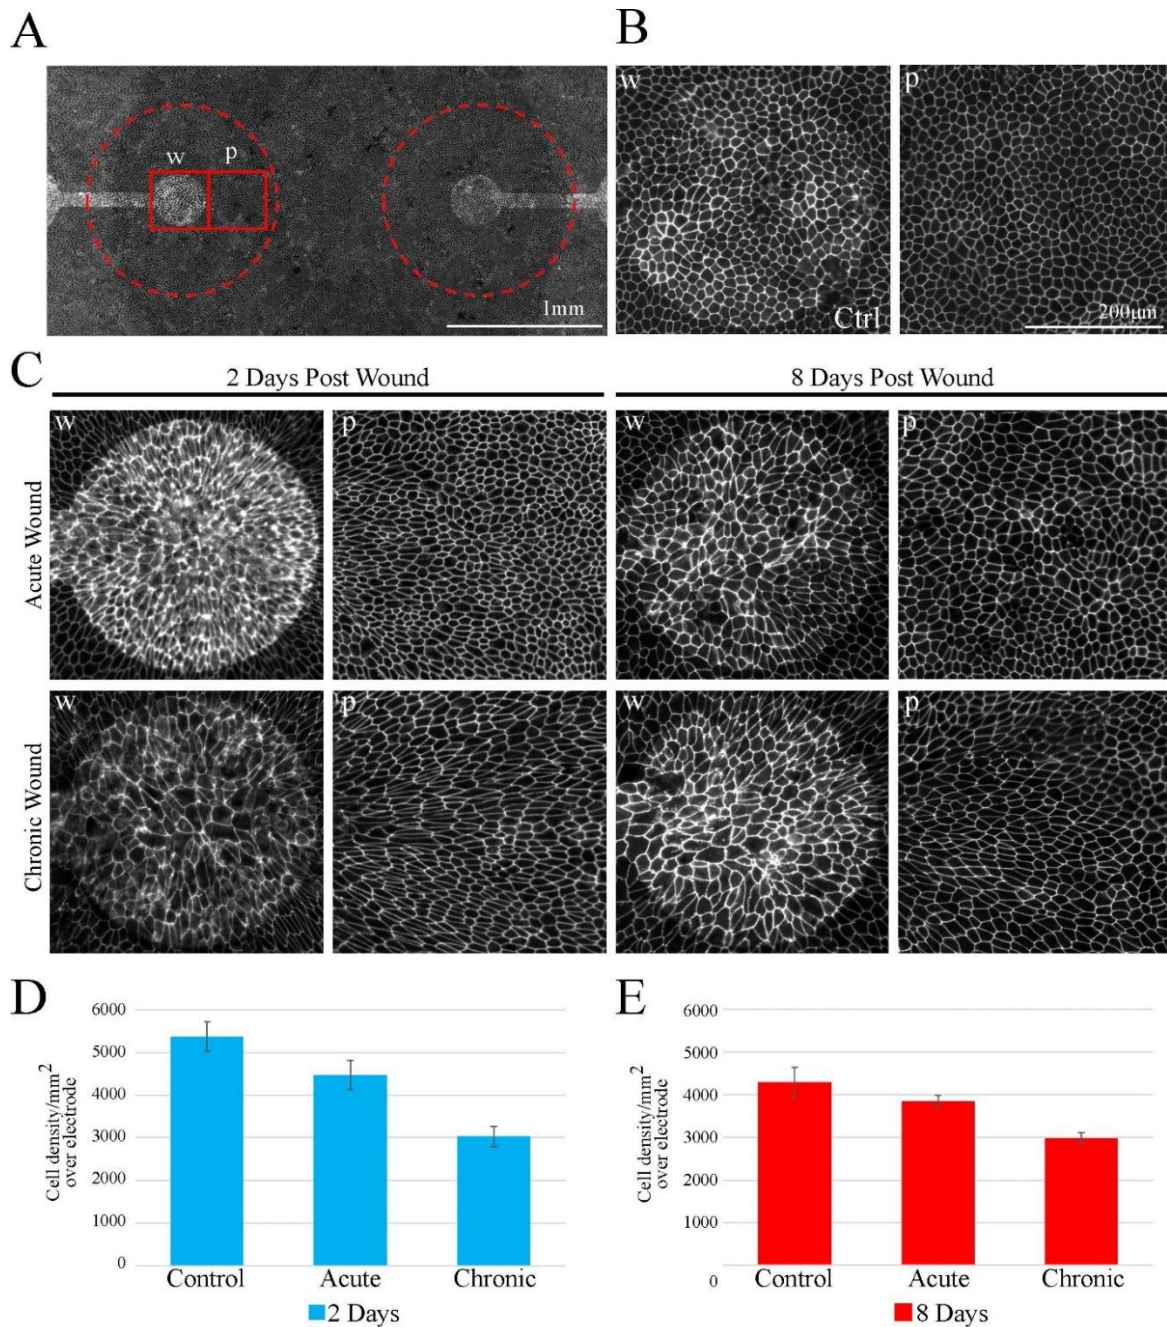 A
B
w p
1mm
w
Ctrl
p
200μm
C
2 Days Post Wound
8 Days Post Wound
Acute Wound
w
p
w
p
Chronic Wound
w
p
w
p
D
Cell density/mm²
over electrode
6000
5000
4000
3000
2000
1000
0
Control Acute Chronic
2 Days
E
Cell density/mm²
over electrode
6000
5000
4000
3000
2000
1000
0
Control Acute Chronic
8 Days